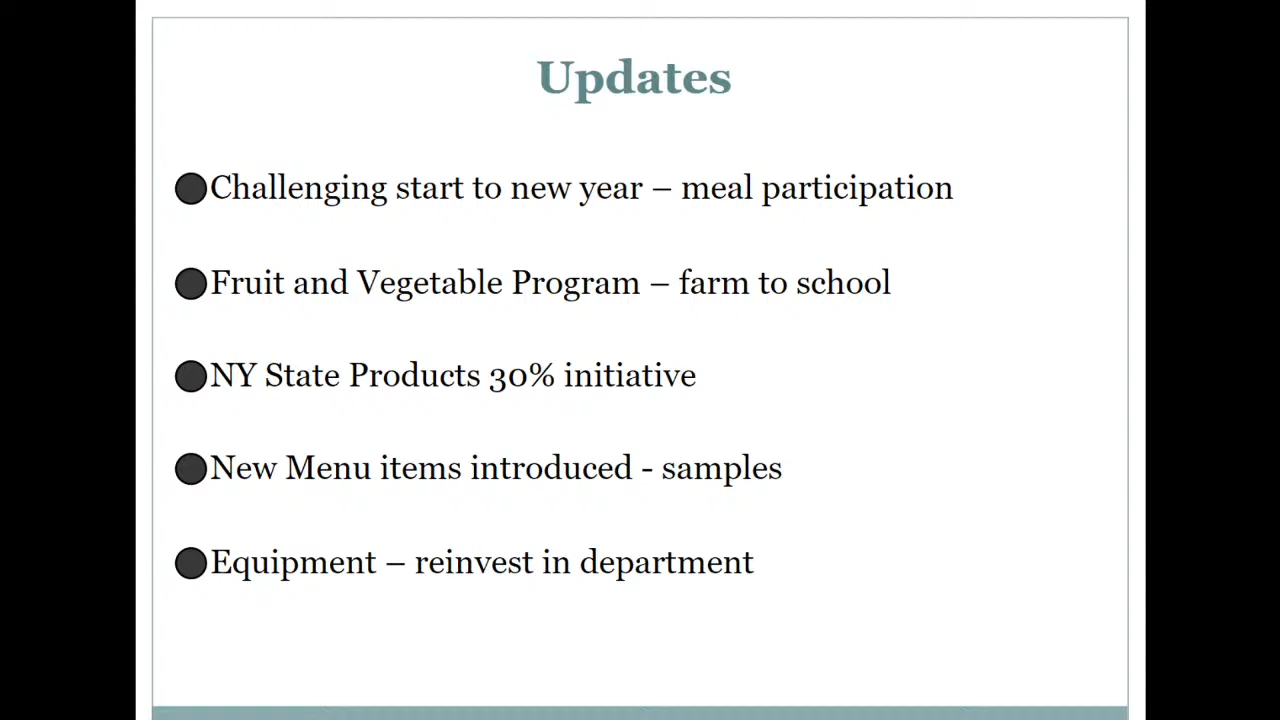 Updates
Challenging start to new year – meal participation
Fruit and Vegetable Program – farm to school
NY State Products 30% initiative
New Menu items introduced - samples
Equipment – reinvest in department